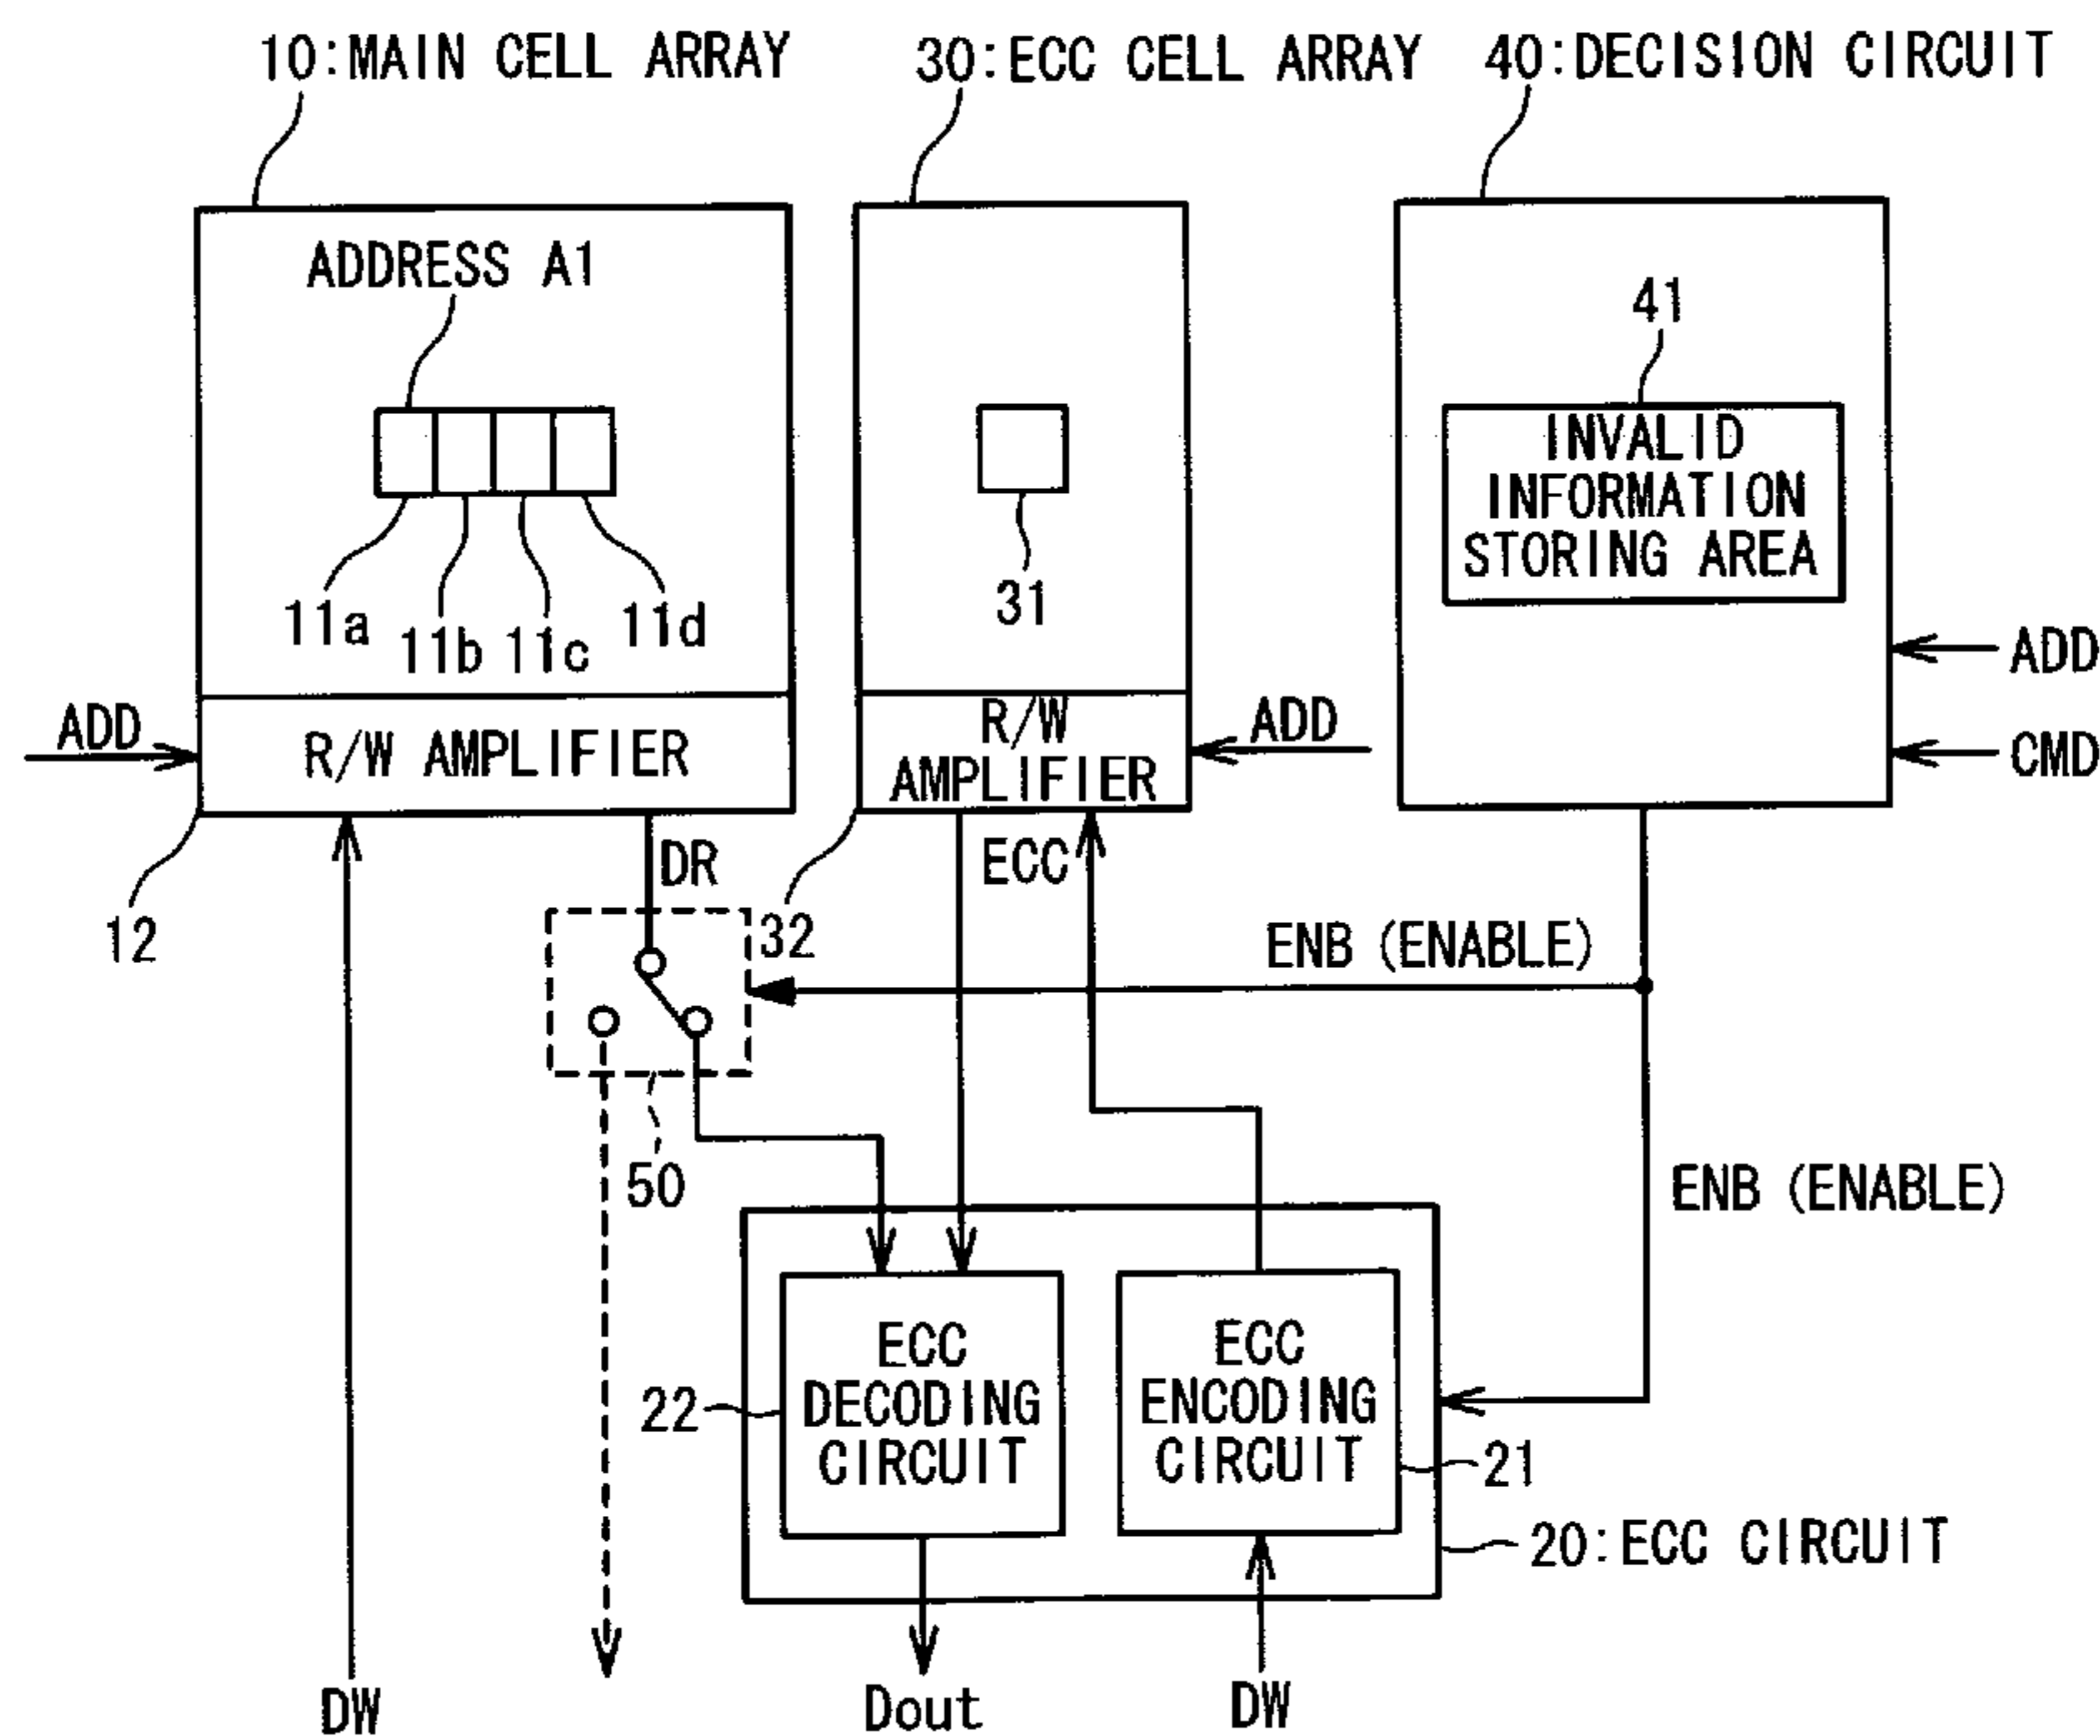 10:MAIN CELL ARRAY
30:ECC CELL ARRAY
40:DECISION CIRCUIT
ADDRESS A1
11a
11b
11c
11d
31
41
INVALID
INFORMATION
STORING AREA
ADD
R/W AMPLIFIER
R/W
AMPLIFIER
ADD
ADD
CMD
12
DR
32
ECC
ENB (ENABLE)
50
ENB (ENABLE)
22
ECC
DECODING
CIRCUIT
ECC
ENCODING
CIRCUIT
21
20:ECC CIRCUIT
DW
Dout
DW